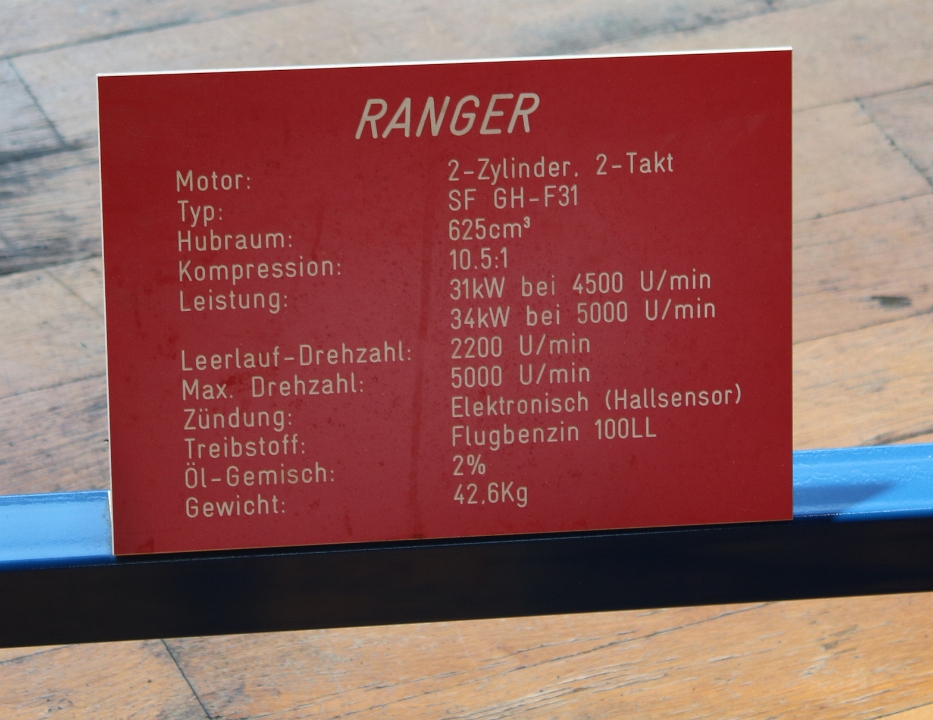 RANGER
Motor: 2-Zylinder, 2-Takt
Typ: SF GH-F31
Hubraum: 625cm³
Kompression: 10.5:1
Leistung: 31kW bei 4500 U/min
34kW bei 5000 U/min
Leerlauf-Drehzahl: 2200 U/min
Max. Drehzahl: 5000 U/min
Zündung: Elektronisch (Hallsensor)
Treibstoff: Flugbenzin 100LL
Öl-Gemisch: 2%
Gewicht: 42,6Kg